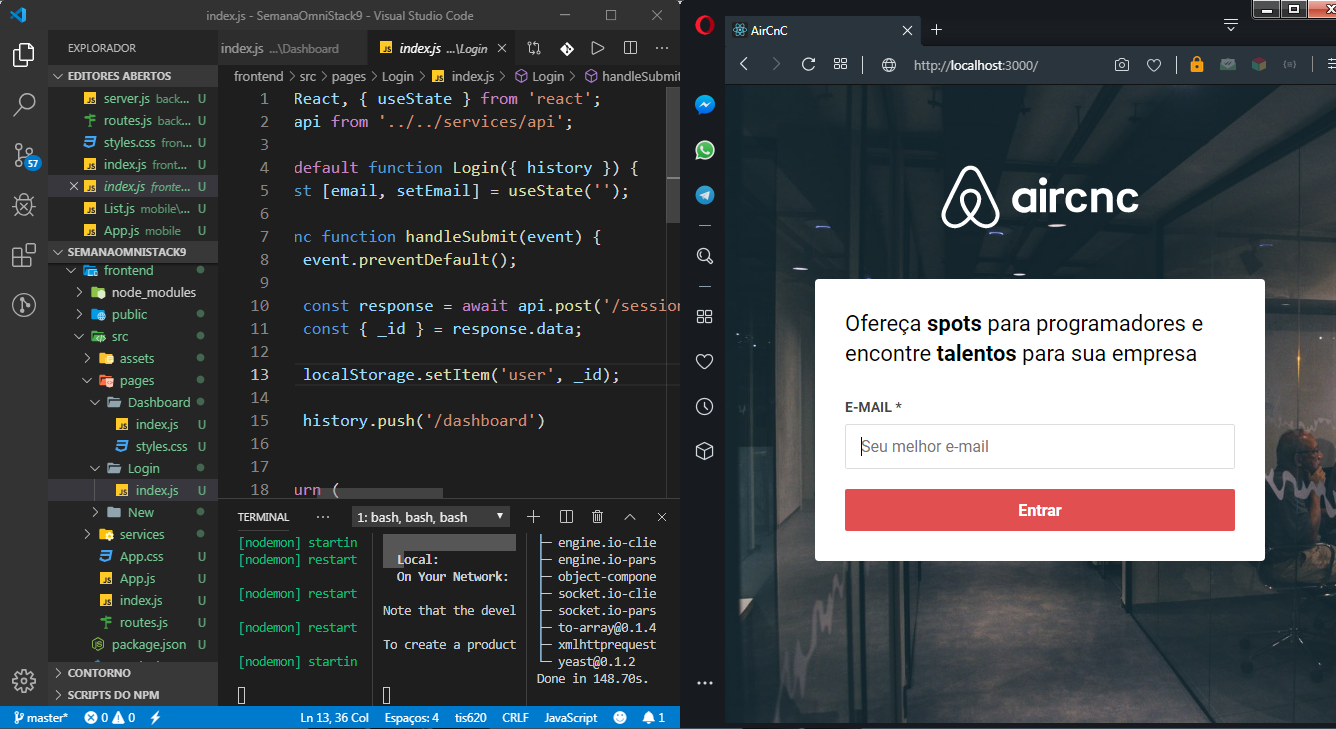 index.js - SemanaOmniStack9 - Visual Studio Code
EXPLORADOR
EDITORES ABERTOS
server.js back... U
routes.js back... U
styles.css fron... U
index.js front... U
index.js fronte... U
List.js mobile\... U
App.js mobile U
SEMANAOMNISTACK9
frontend
node_modules
public
src
assets
pages
Dashboard
index.js U
styles.css U
Login
index.js U
New
services
App.css U
App.js U
index.js U
routes.js U
package.json U
CONTORNO
SCRIPTS DO NPM
57
index.js ...\Dashboard
JS index.js ...\Login
frontend > src > pages > Login > JS index.js > Login > handleSubmit
1 React, { useState } from 'react';
2 api from '../../services/api';
3
4 default function Login({ history }) {
5 st [email, setEmail] = useState('');
6
7 nc function handleSubmit(event) {
8 event.preventDefault();
9
10 const response = await api.post('/session
11 const { _id } = response.data;
12
13 localStorage.setItem('user', _id);
14
15 history.push('/dashboard')
16
17
18 urn (
TERMINAL ... 1: bash, bash, bash
[nodemon] startin
[nodemon] restart
[nodemon] restart
[nodemon] restart
[nodemon] startin
Local:
On Your Network:
Note that the devel
To create a product
engine.io-clie
engine.io-pars
object-compone
socket.io-clie
socket.io-pars
to-array@0.1.4
xmlhttprequest
yeast@0.1.2
Done in 148.70s.
master* 0 0 Ln 13, 36 Col Espaços: 4 tis620 CRLF JavaScript 1
AirCnC
http://localhost:3000/
aircnc
Ofereça spots para programadores e
encontre talentos para sua empresa
E-MAIL *
Seu melhor e-mail
Entrar